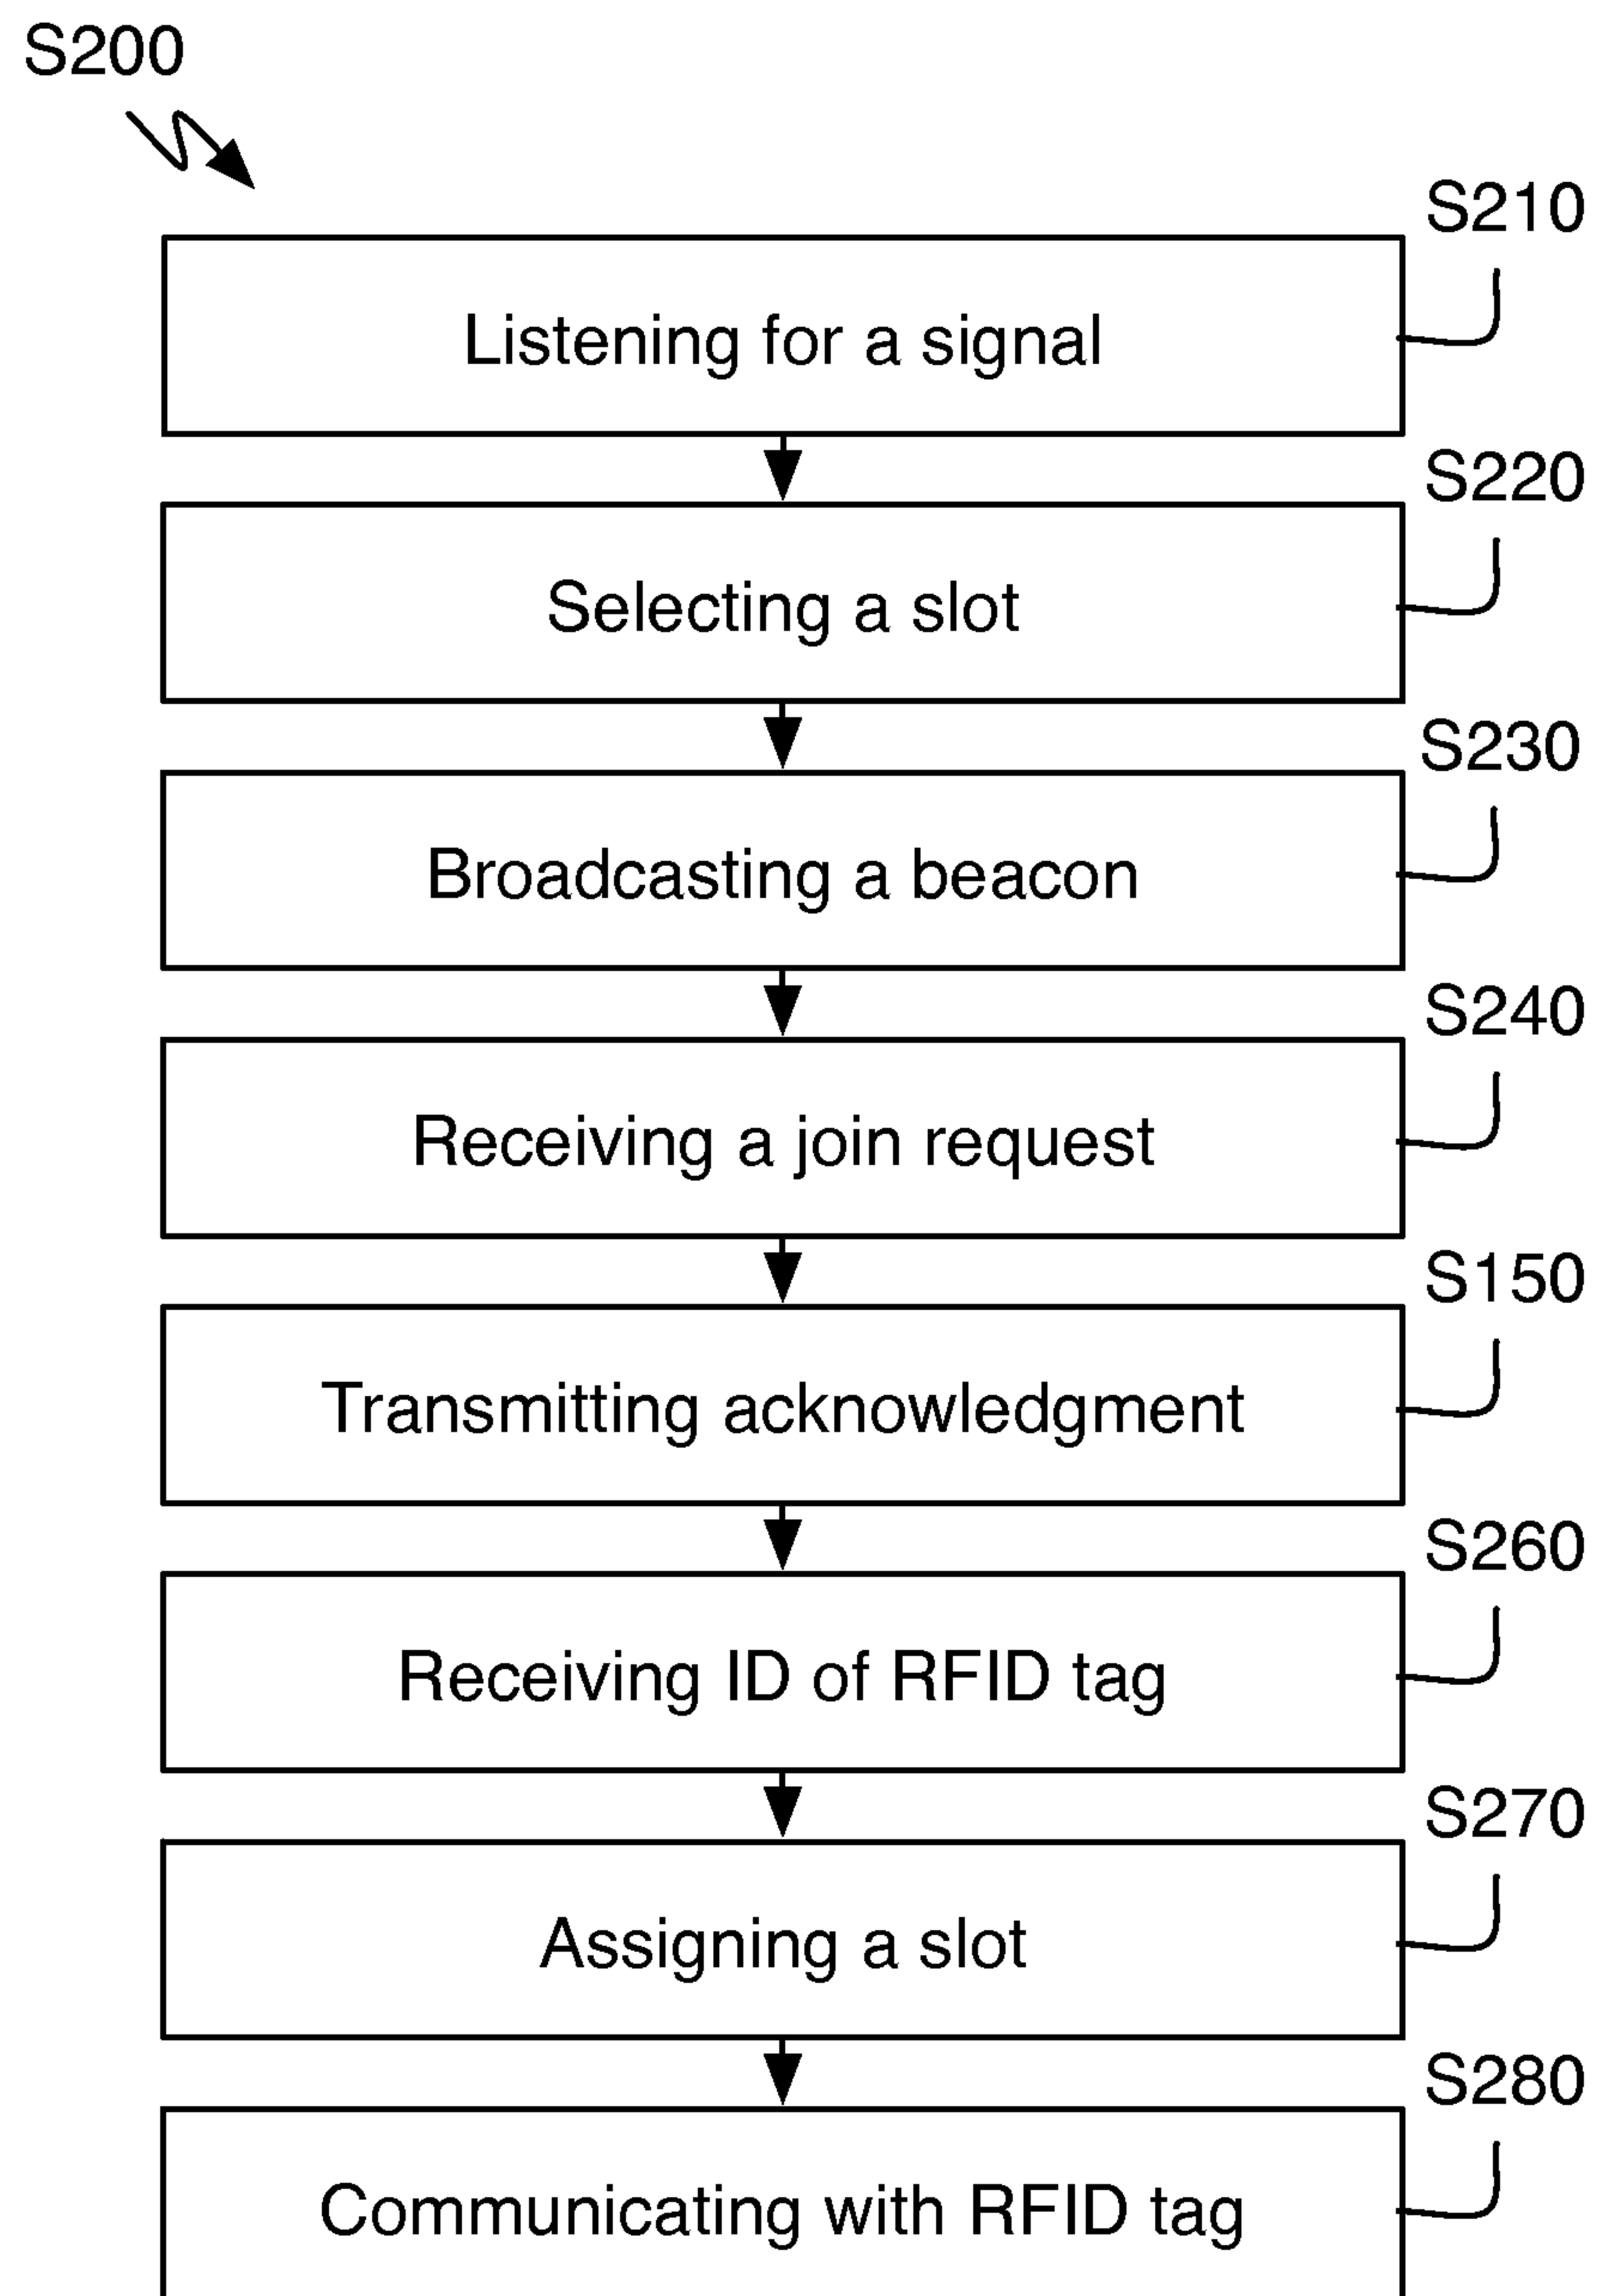 S200
S210
Listening for a signal
S220
Selecting a slot
S230
Broadcasting a beacon
S240
Receiving a join request
S150
Transmitting acknowledgment
S260
Receiving ID of RFID tag
S270
Assigning a slot
S280
Communicating with RFID tag